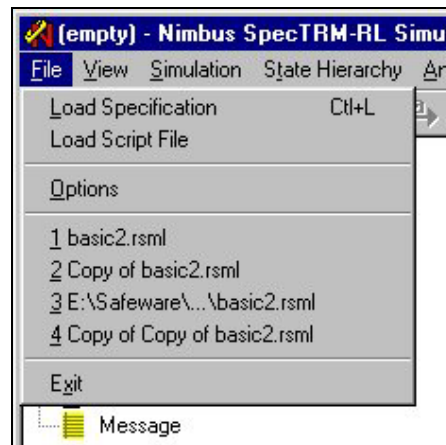 (empty) - Nimbus SpecTRM-RL Simu
File View Simulation State Hierarchy An
Load Specification Ctl+L
Load Script File
Options
1 basic2.rsml
2 Copy of basic2.rsml
3 E:\Safeware\...\basic2.rsml
4 Copy of Copy of basic2.rsml
Exit
Message